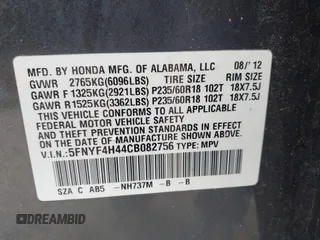 MFD. BY HONDA MFG. OF ALABAMA, LLC 08/'12
GVWR 2765KG(6096LBS) TIRE SIZE RIM SIZE
GAWR F 1325KG(2921LBS) P235/60R18 102T 18X7.5J
GAWR R 1525KG(3362LBS) P235/60R18 102T 18X7.5J
THIS VEHICLE CONFORMS TO ALL APPLICABLE
FEDERAL MOTOR VEHICLE SAFETY STANDARDS IN
EFFECT ON THE DATE OF MANUFACTURE SHOWN ABOVE.
V.I.N.: 5FNYF4H44CB082756 TYPE: MPV
SZA C AB5 -NH737M -B -B
DREAMBID